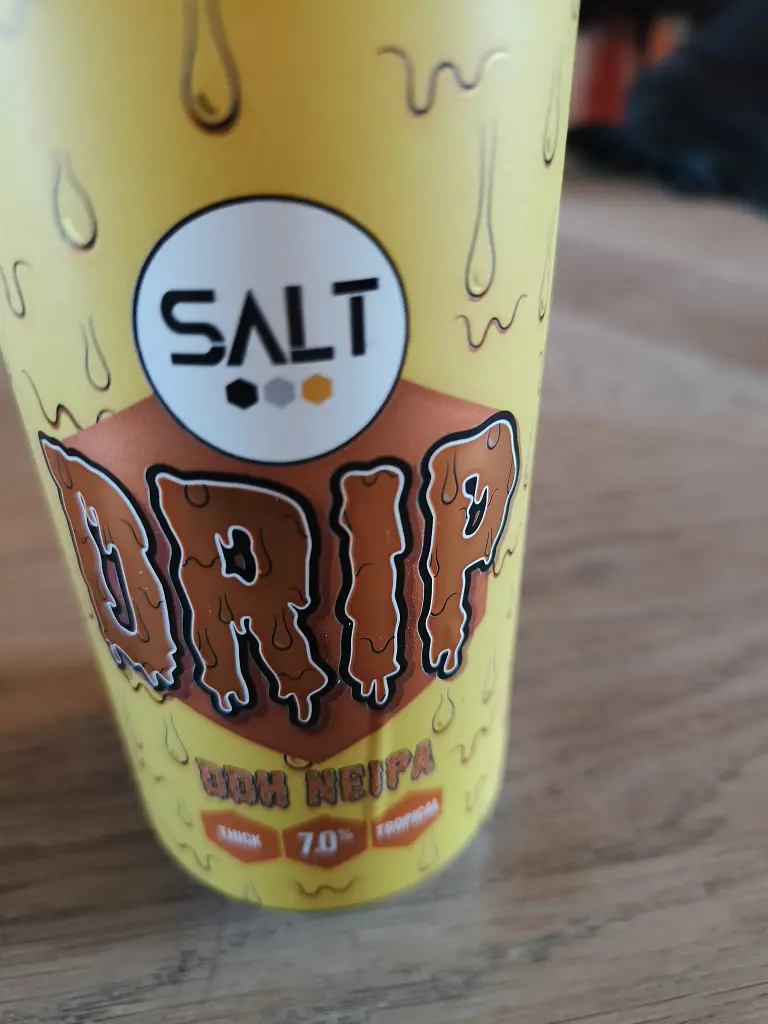 SALT
DRIP
DDH NEIPA
THICK 7.0% TROPICAL